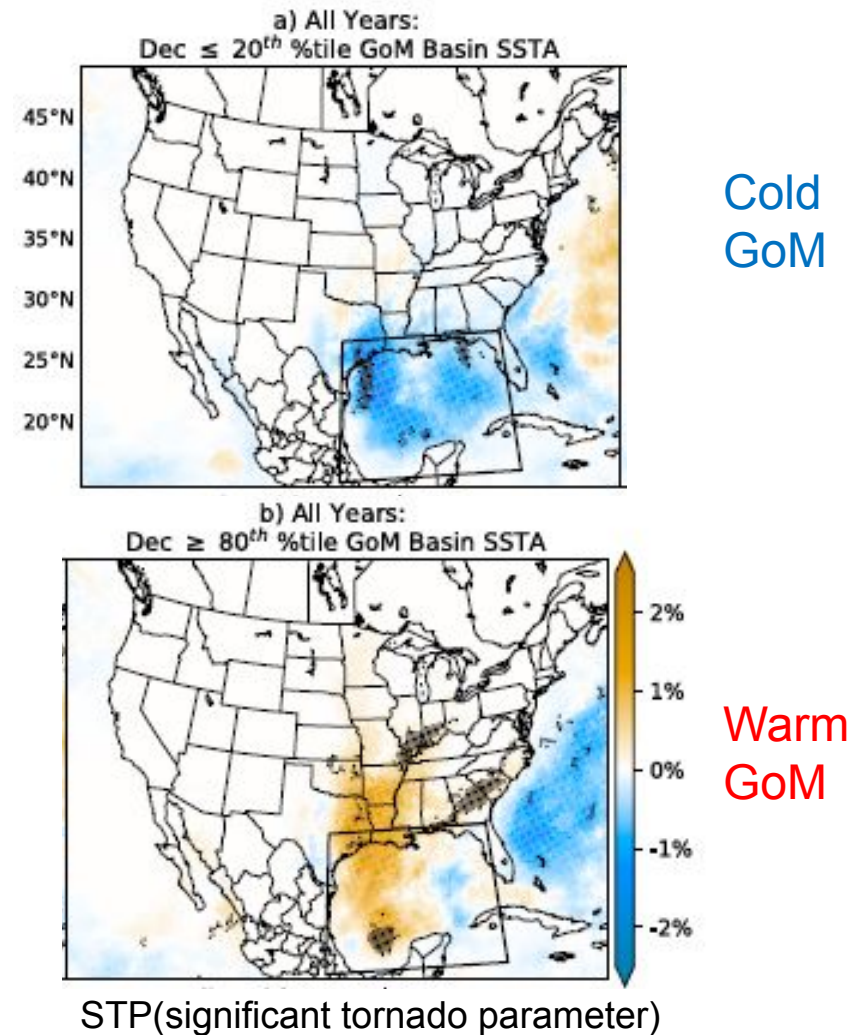 a) All Years:
Dec ≤ 20th %tile GoM Basin SSTA
45°N
40°N
35°N
30°N
25°N
20°N
Cold
GoM
b) All Years:
Dec ≥ 80th %tile GoM Basin SSTA
2%
1%
0%
-1%
-2%
Warm
GoM
STP(significant tornado parameter)